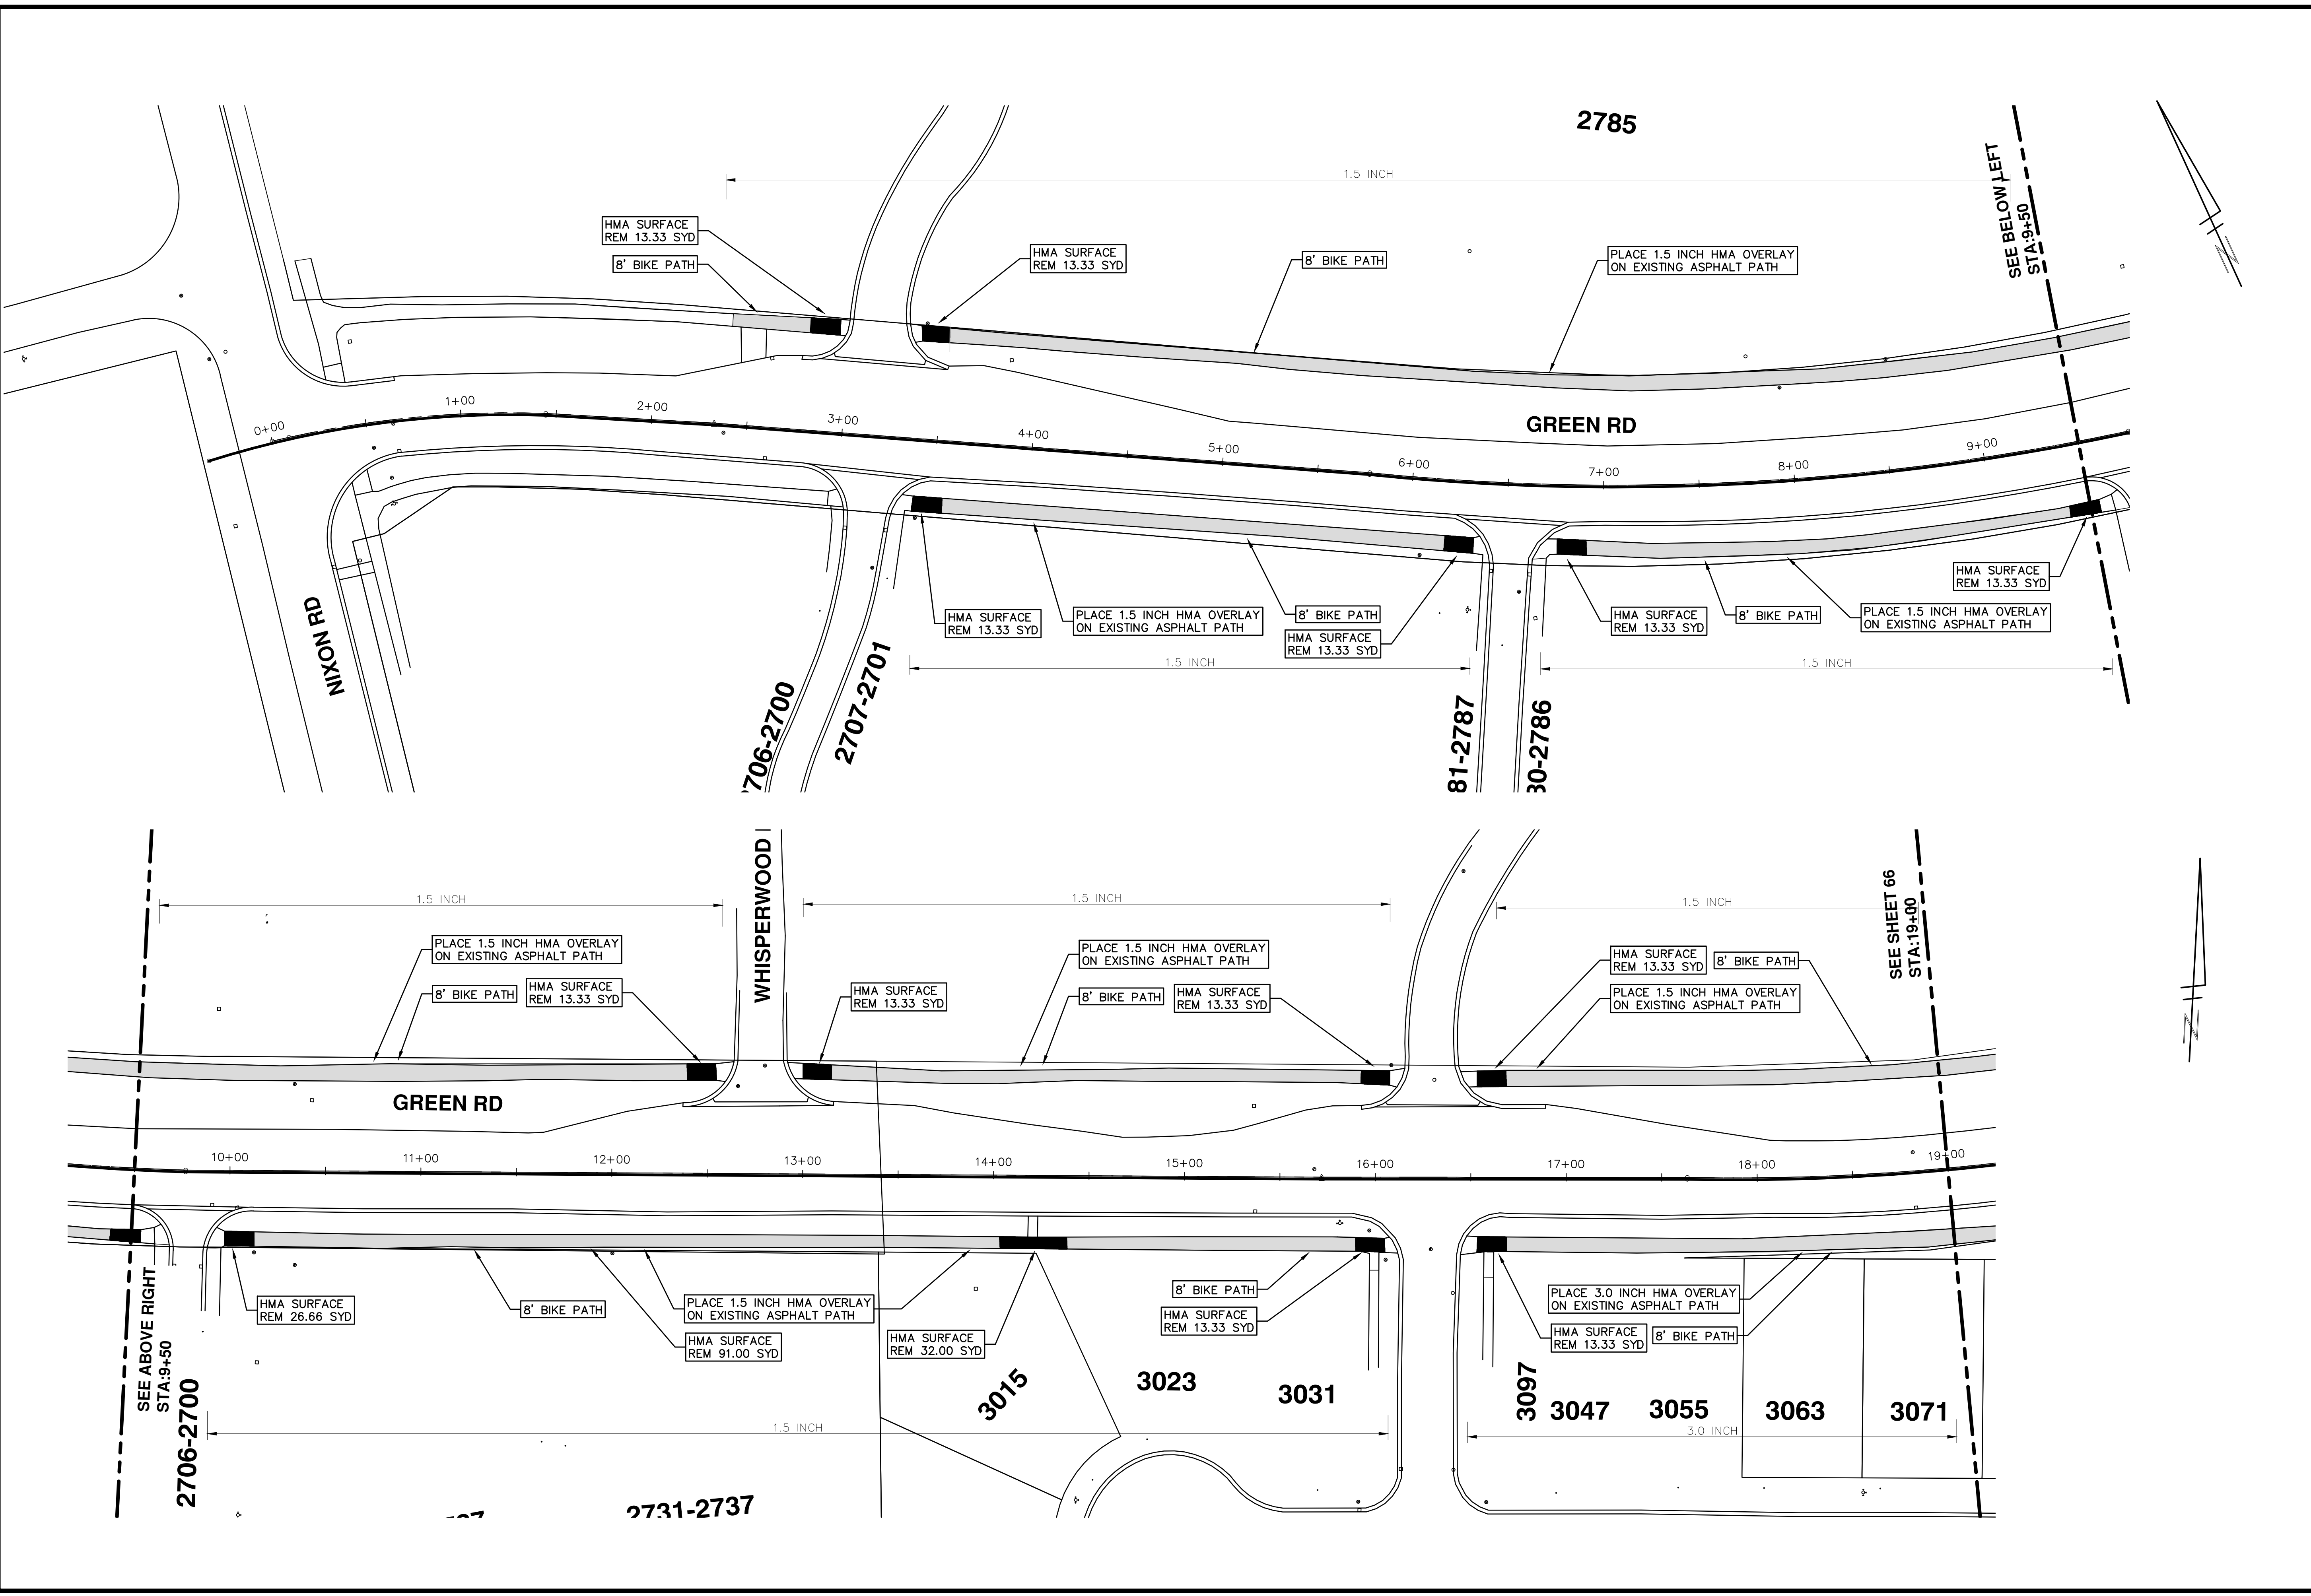 2785
1.5 INCH
SEE BELOW LEFT
STA:9+50
N
HMA SURFACE
REM 13.33 SYD
8' BIKE PATH
HMA SURFACE
REM 13.33 SYD
8' BIKE PATH
PLACE 1.5 INCH HMA OVERLAY
ON EXISTING ASPHALT PATH
0+00
1+00
2+00
3+00
4+00
5+00
6+00
7+00
8+00
9+00
GREEN RD
NIXON RD
HMA SURFACE
REM 13.33 SYD
PLACE 1.5 INCH HMA OVERLAY
ON EXISTING ASPHALT PATH
8' BIKE PATH
HMA SURFACE
REM 13.33 SYD
HMA SURFACE
REM 13.33 SYD
8' BIKE PATH
PLACE 1.5 INCH HMA OVERLAY
ON EXISTING ASPHALT PATH
HMA SURFACE
REM 13.33 SYD
1.5 INCH
1.5 INCH
2706-2700
2707-2701
81-2787
80-2786
WHISPERWOOD
1.5 INCH
1.5 INCH
1.5 INCH
SEE SHEET 66
STA:19+00
N
PLACE 1.5 INCH HMA OVERLAY
ON EXISTING ASPHALT PATH
8' BIKE PATH
HMA SURFACE
REM 13.33 SYD
HMA SURFACE
REM 13.33 SYD
PLACE 1.5 INCH HMA OVERLAY
ON EXISTING ASPHALT PATH
8' BIKE PATH
HMA SURFACE
REM 13.33 SYD
HMA SURFACE
REM 13.33 SYD
8' BIKE PATH
PLACE 1.5 INCH HMA OVERLAY
ON EXISTING ASPHALT PATH
GREEN RD
10+00
11+00
12+00
13+00
14+00
15+00
16+00
17+00
18+00
19+00
SEE ABOVE RIGHT
STA:9+50
HMA SURFACE
REM 26.66 SYD
8' BIKE PATH
PLACE 1.5 INCH HMA OVERLAY
ON EXISTING ASPHALT PATH
HMA SURFACE
REM 91.00 SYD
HMA SURFACE
REM 32.00 SYD
8' BIKE PATH
HMA SURFACE
REM 13.33 SYD
PLACE 3.0 INCH HMA OVERLAY
ON EXISTING ASPHALT PATH
HMA SURFACE
REM 13.33 SYD
8' BIKE PATH
2706-2700
3015
3023
3031
3097
3047
3055
3063
3071
1.5 INCH
3.0 INCH
2731-2737